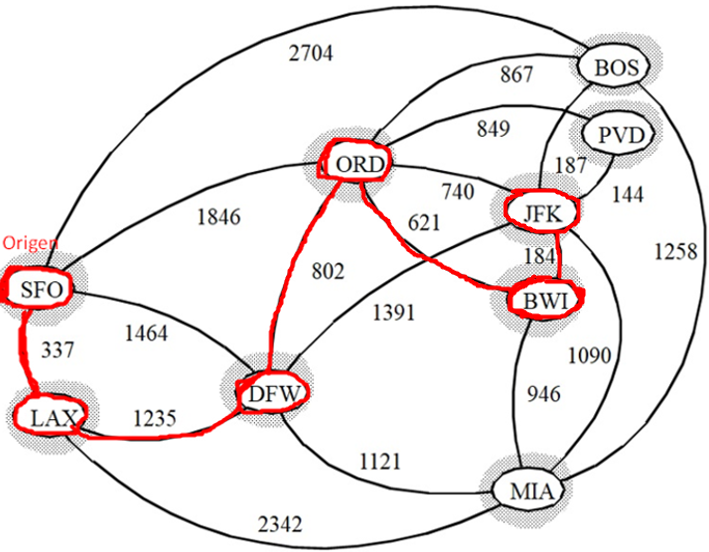 2704
BOS
867
849
PVD
ORD
187
740
144
JFK
1846
621
Origen
184
1258
802
SFO
BWI
1391
1464
337
1090
DFW
946
LAX
1235
1121
MIA
2342